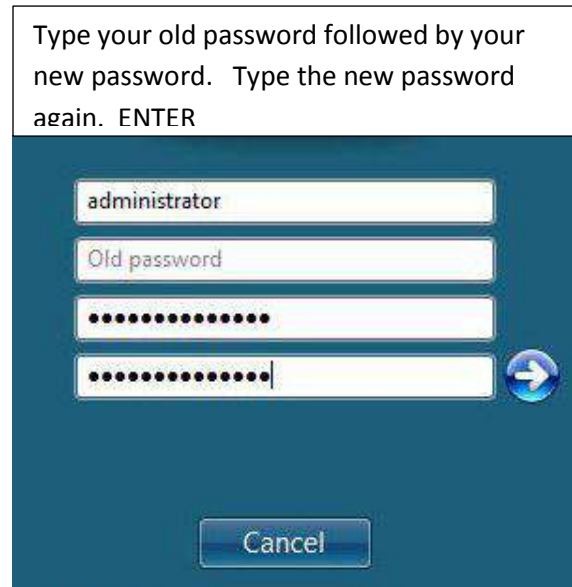 Type your old password followed by your
new password.   Type the new password
again.  ENTER
administrator
Old password
••••••••••••••
••••••••••••••
Cancel